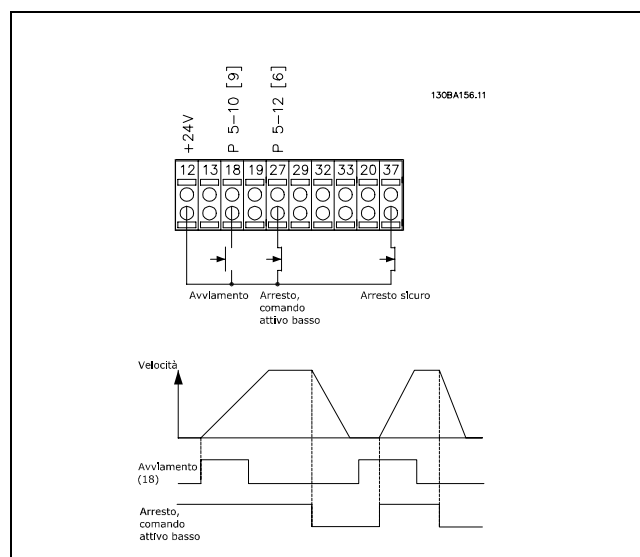 130BA156.11
+24V
P 5-10 [9]
P 5-12 [6]
12 13 18 19 27 29 32 33 20 37
Avviamento
Arresto,
comando
attivo basso
Arresto sicuro
Velocità
Avviamento
(18)
Arresto,
comando
attivo basso